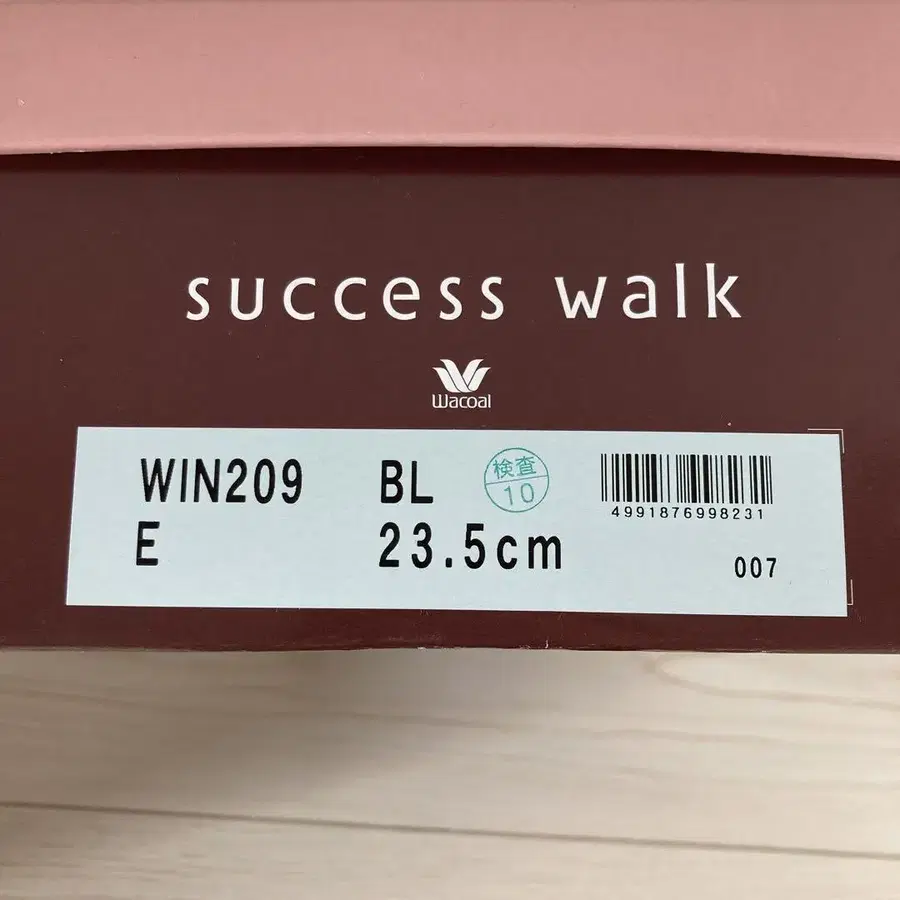 success walk
Wacoal
WIN209 BL 検査 10
4991876998231
E 23.5cm
007